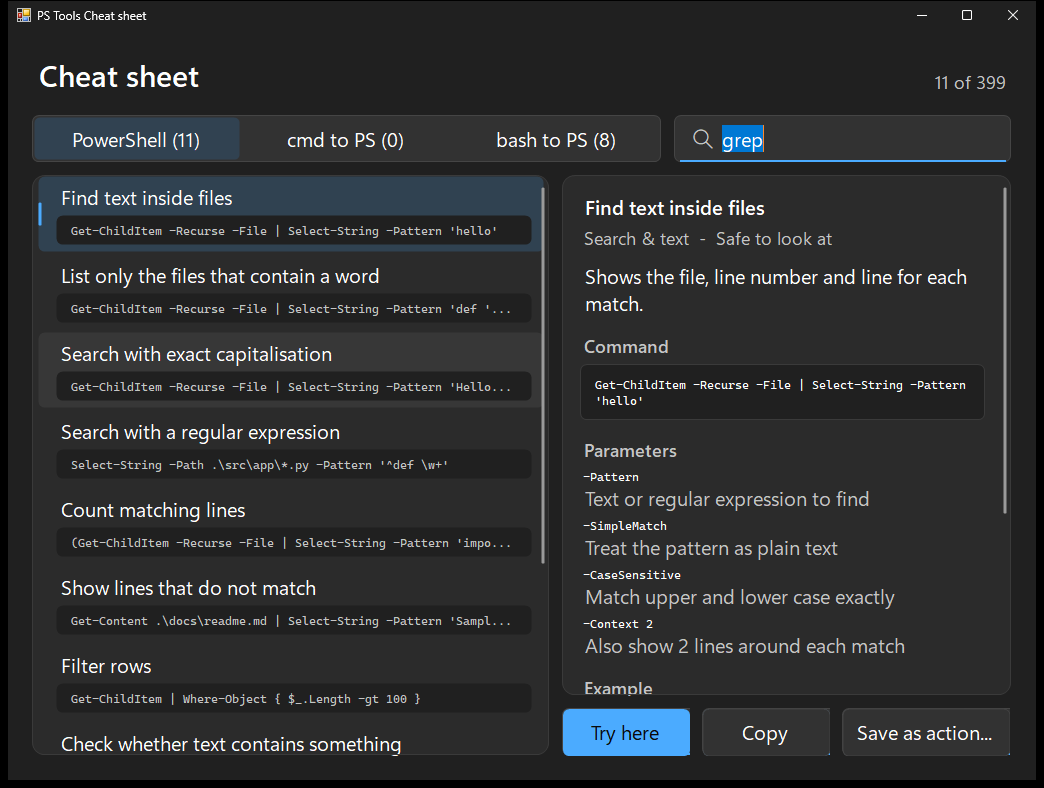 PS Tools Cheat sheet
Cheat sheet
11 of 399
PowerShell (11)
cmd to PS (0)
bash to PS (8)
grep
Find text inside files
Get-ChildItem -Recurse -File | Select-String -Pattern 'hello'
List only the files that contain a word
Get-ChildItem -Recurse -File | Select-String -Pattern 'def '...
Search with exact capitalisation
Get-ChildItem -Recurse -File | Select-String -Pattern 'Hello...
Search with a regular expression
Select-String -Path .\src\app\*.py -Pattern '^def \w+'
Count matching lines
(Get-ChildItem -Recurse -File | Select-String -Pattern 'impo...
Show lines that do not match
Get-Content .\docs\readme.md | Select-String -Pattern 'Sampl...
Filter rows
Get-ChildItem | Where-Object { $_.Length -gt 100 }
Check whether text contains something
Find text inside files
Search & text - Safe to look at
Shows the file, line number and line for each
match.
Command
Get-ChildItem -Recurse -File | Select-String -Pattern
'hello'
Parameters
-Pattern
Text or regular expression to find
-SimpleMatch
Treat the pattern as plain text
-CaseSensitive
Match upper and lower case exactly
-Context 2
Also show 2 lines around each match
Example
Try here
Copy
Save as action...